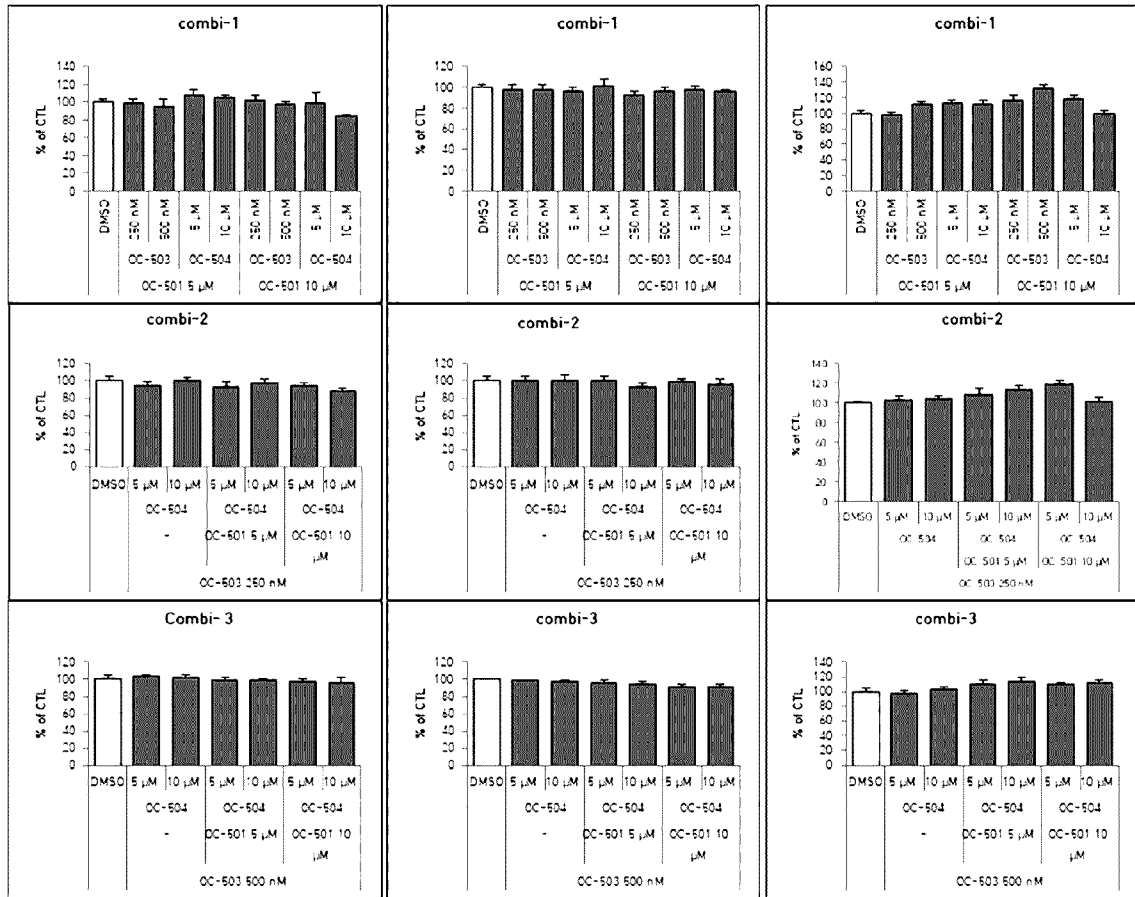 combi-1
% of CTL
140
120
100
80
60
40
20
0
DMSO
250 nM
500 nM
5 μM
10 μM
250 nM
500 nM
5 μM
10 μM
OC-503 OC-504 OC-503 OC-504
OC-501 5 μM OC-501 10 μM
combi-1
% of CTL
120
100
80
60
40
20
0
DMSO
250 nM
500 nM
5 μM
10 μM
250 nM
500 nM
5 μM
10 μM
OC-503 OC-504 OC-503 OC-504
OC-501 5 μM OC-501 10 μM
combi-1
% of CTL
160
140
120
100
80
60
40
20
0
DMSO
250 nM
500 nM
5 μM
10 μM
250 nM
500 nM
5 μM
10 μM
OC-503 OC-504 OC-503 OC-504
OC-501 5 μM OC-501 10 μM
combi-2
% of CTL
120
100
80
60
40
20
0
DMSO 5 μM 10 μM 5 μM 10 μM 5 μM 10 μM
OC-504 OC-504 OC-504
- OC-501 5 μM OC-501 10
μM
OC-503 250 nM
combi-2
% of CTL
120
100
80
60
40
20
0
DMSO 5 μM 10 μM 5 μM 10 μM 5 μM 10 μM
OC-504 OC-504 OC-504
- OC-501 5 μM OC-501 10
μM
OC-503 250 nM
combi-2
% of CTL
140
120
100
80
60
40
20
0
DMSO 5 μM 10 μM 5 μM 10 μM 5 μM 10 μM
OC-504 OC-504 OC-504
OC-501 5 μM OC-501 10 μM
OC-503 250 nM
Combi-3
% of CTL
120
100
80
60
40
20
0
DMSO 5 μM 10 μM 5 μM 10 μM 5 μM 10 μM
OC-504 OC-504 OC-504
- OC-501 5 μM OC-501 10
μM
OC-503 500 nM
combi-3
% of CTL
120
100
80
60
40
20
0
DMSO 5 μM 10 μM 5 μM 10 μM 5 μM 10 μM
OC-504 OC-504 OC-504
- OC-501 5 μM OC-501 10
μM
OC-503 500 nM
combi-3
% of CTL
140
120
100
80
60
40
20
0
DMSO 5 μM 10 μM 5 μM 10 μM 5 μM 10 μM
OC-504 OC-504 OC-504
- OC-501 5 μM OC-501 10
μM
OC-503 500 nM